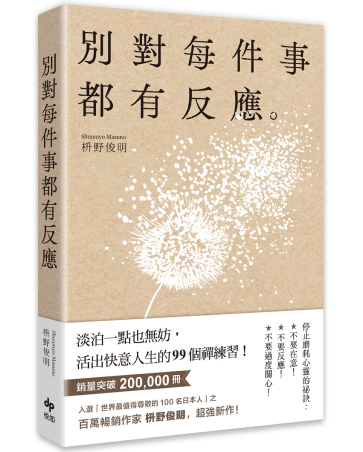 別對每件事
都有反應。
Shunmyo Masuno
枡野俊明
淡泊一點也無妨，
活出快意人生的99個禪練習！
銷量突破200,000冊
入選「世界最值得尊敬的100名日本人」之
百萬暢銷作家 枡野俊明，超強新作！
停止磨耗心靈的祕訣：
★不要在意！
★不要反應！
★不要過度關心！
別對每件事都有反應
Shunmyo Masuno
枡野俊明
dp
悅知